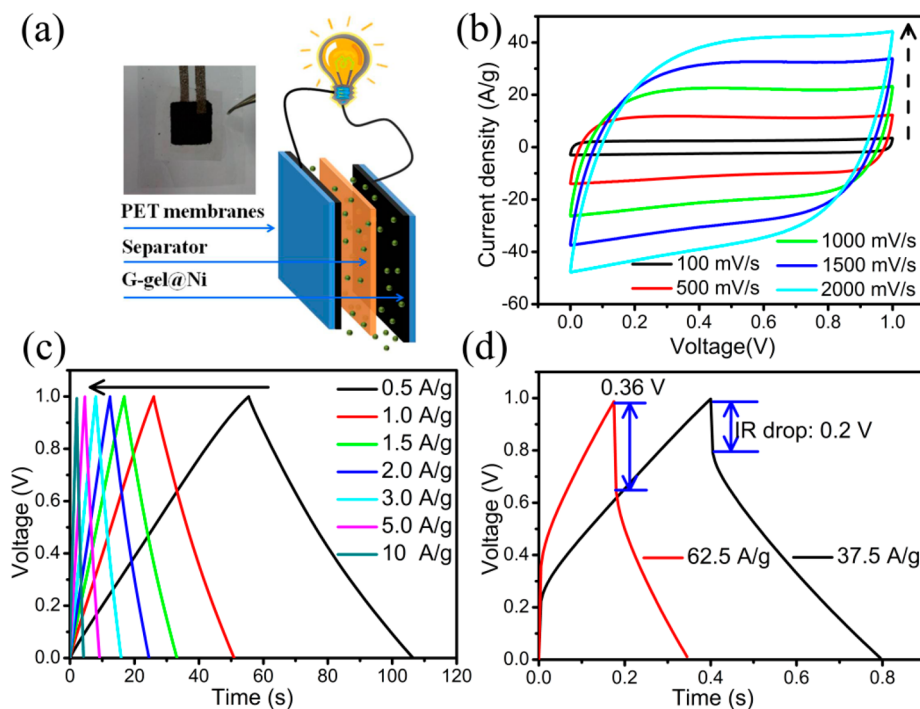 (a)
PET membranes
Separator
G-gel@Ni
(b)
Current density (A/g)
40
20
0
-20
-40
-60
0.0 0.2 0.4 0.6 0.8 1.0
Voltage(V)
100 mV/s
500 mV/s
1000 mV/s
1500 mV/s
2000 mV/s
(c)
Voltage (V)
1.0
0.8
0.6
0.4
0.2
0.0
0 20 40 60 80 100 120
Time (s)
0.5 A/g
1.0 A/g
1.5 A/g
2.0 A/g
3.0 A/g
5.0 A/g
10 A/g
(d)
Voltage (V)
1.0
0.8
0.6
0.4
0.2
0.0
0.0 0.2 0.4 0.6 0.8
Time (s)
0.36 V
IR drop: 0.2 V
62.5 A/g
37.5 A/g